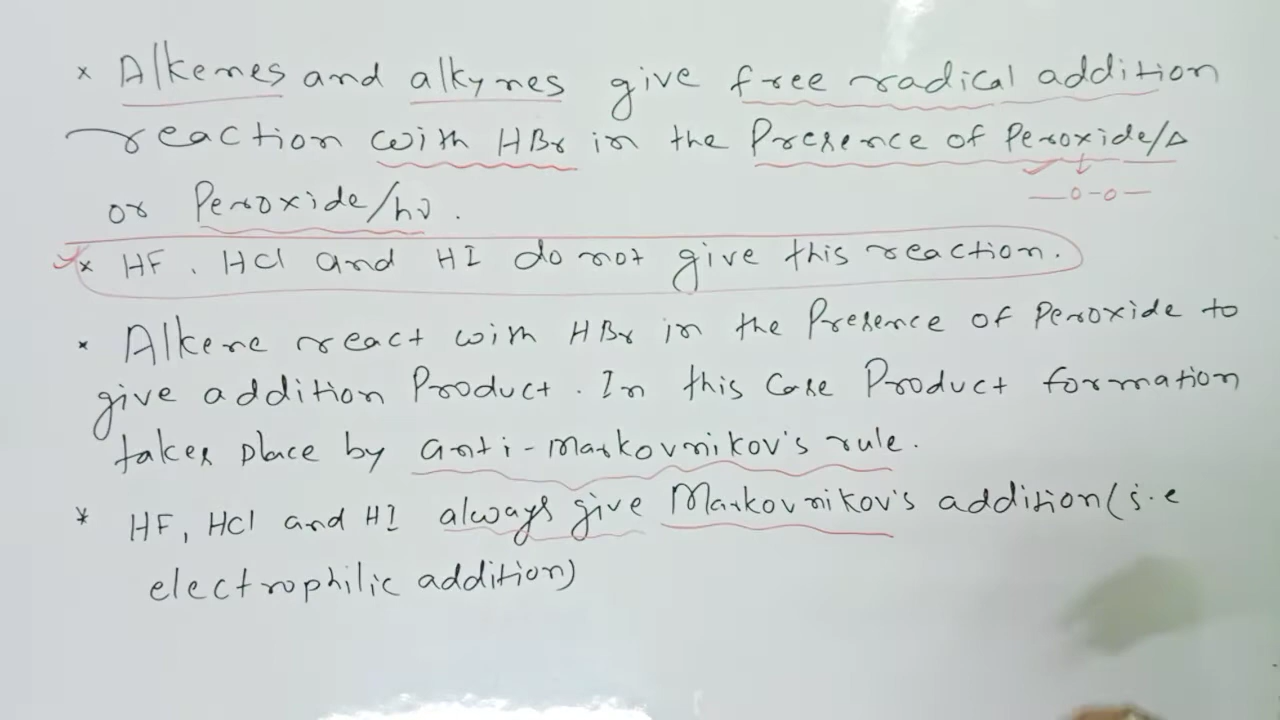 × Alkenes and alkynes give free radical addition
reaction with HBr in the Presence of Peroxide/Δ
—o-o—
or Peroxide/hν.
× HF, HCl and HI do not give this reaction.
* Alkene react with HBr in the Presence of Peroxide to
give addition Product. In this Case Product formation
takes place by anti-Markovnikov's rule.
* HF, HCl and HI always give Markovnikov's addition (i.e
electrophilic addition)